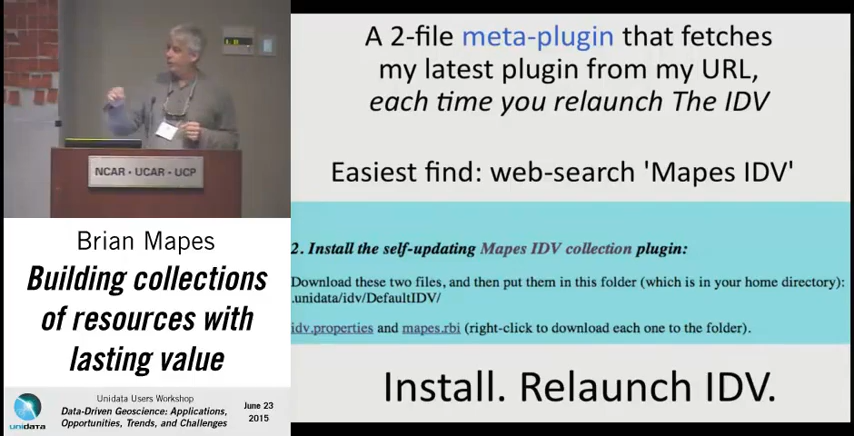 NCAR • UCAR • UCP
Brian Mapes
Building collections
of resources with
lasting value
unidata
Unidata Users Workshop
Data-Driven Geoscience: Applications,
Opportunities, Trends, and Challenges
June 23
2015
A 2-file meta-plugin that fetches
my latest plugin from my URL,
each time you relaunch The IDV
Easiest find: web-search 'Mapes IDV'
2. Install the self-updating Mapes IDV collection plugin:
Download these two files, and then put them in this folder (which is in your home directory):
.unidata/idv/DefaultIDV/
idv.properties and mapes.rbi (right-click to download each one to the folder).
Install. Relaunch IDV.